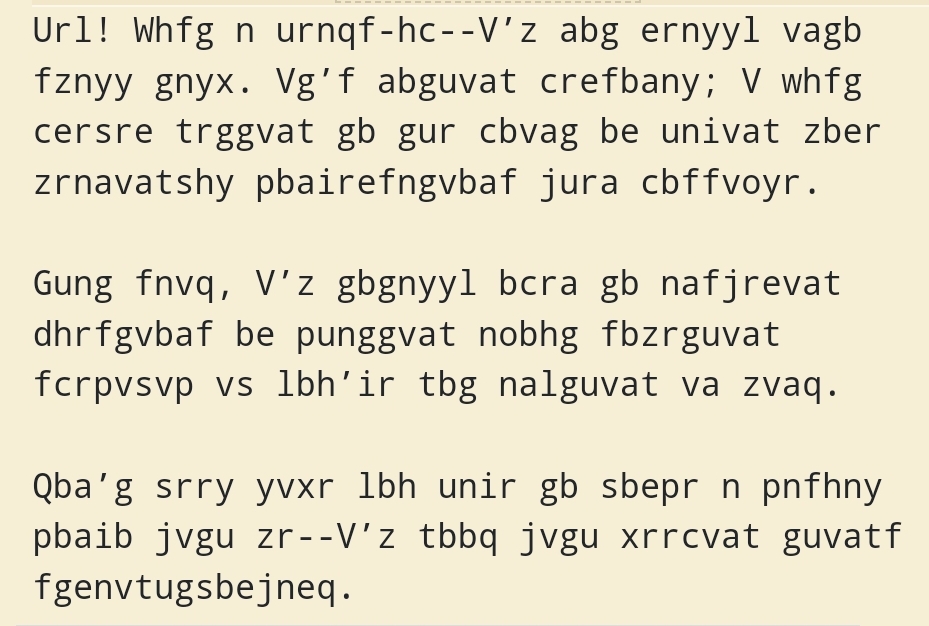 Url! Whfg n urnqf-hc--V’z abg ernyyl vagb
fznyy gnyx. Vg’f abguvat crefbany; V whfg
cersre trggvat gb gur cbvag be univat zber
zrnavatshy pbairefngvbaf jura cbffvoyr.
Gung fnvq, V’z gbgnyyl bcra gb nafjrevat
dhrfgvbaf be punggvat nobhg fbzrguvat
fcrpvsvp vs lbh’ir tbg nalguvat va zvaq.
Qba’g srry yvxr lbh unir gb sbepr n pnfhny
pbaib jvgu zr--V’z tbbq jvgu xrrcvat guvatf
fgenvtugsbejneq.